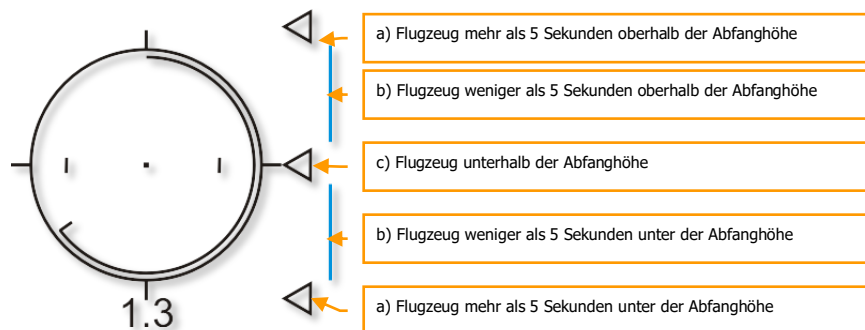 a) Flugzeug mehr als 5 Sekunden oberhalb der Abfanghöhe
b) Flugzeug weniger als 5 Sekunden oberhalb der Abfanghöhe
c) Flugzeug unterhalb der Abfanghöhe
b) Flugzeug weniger als 5 Sekunden unter der Abfanghöhe
a) Flugzeug mehr als 5 Sekunden unter der Abfanghöhe
1.3